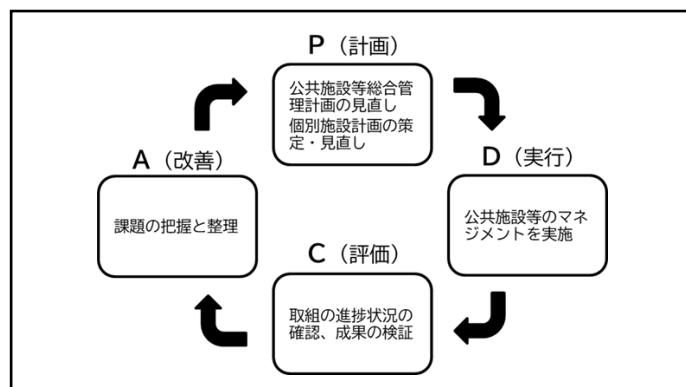 P（計画）
公共施設等総合管
理計画の見直し
個別施設計画の策
定・見直し
D（実行）
公共施設等のマネ
ジメントを実施
C（評価）
取組の進捗状況の
確認、成果の検証
A（改善）
課題の把握と整理